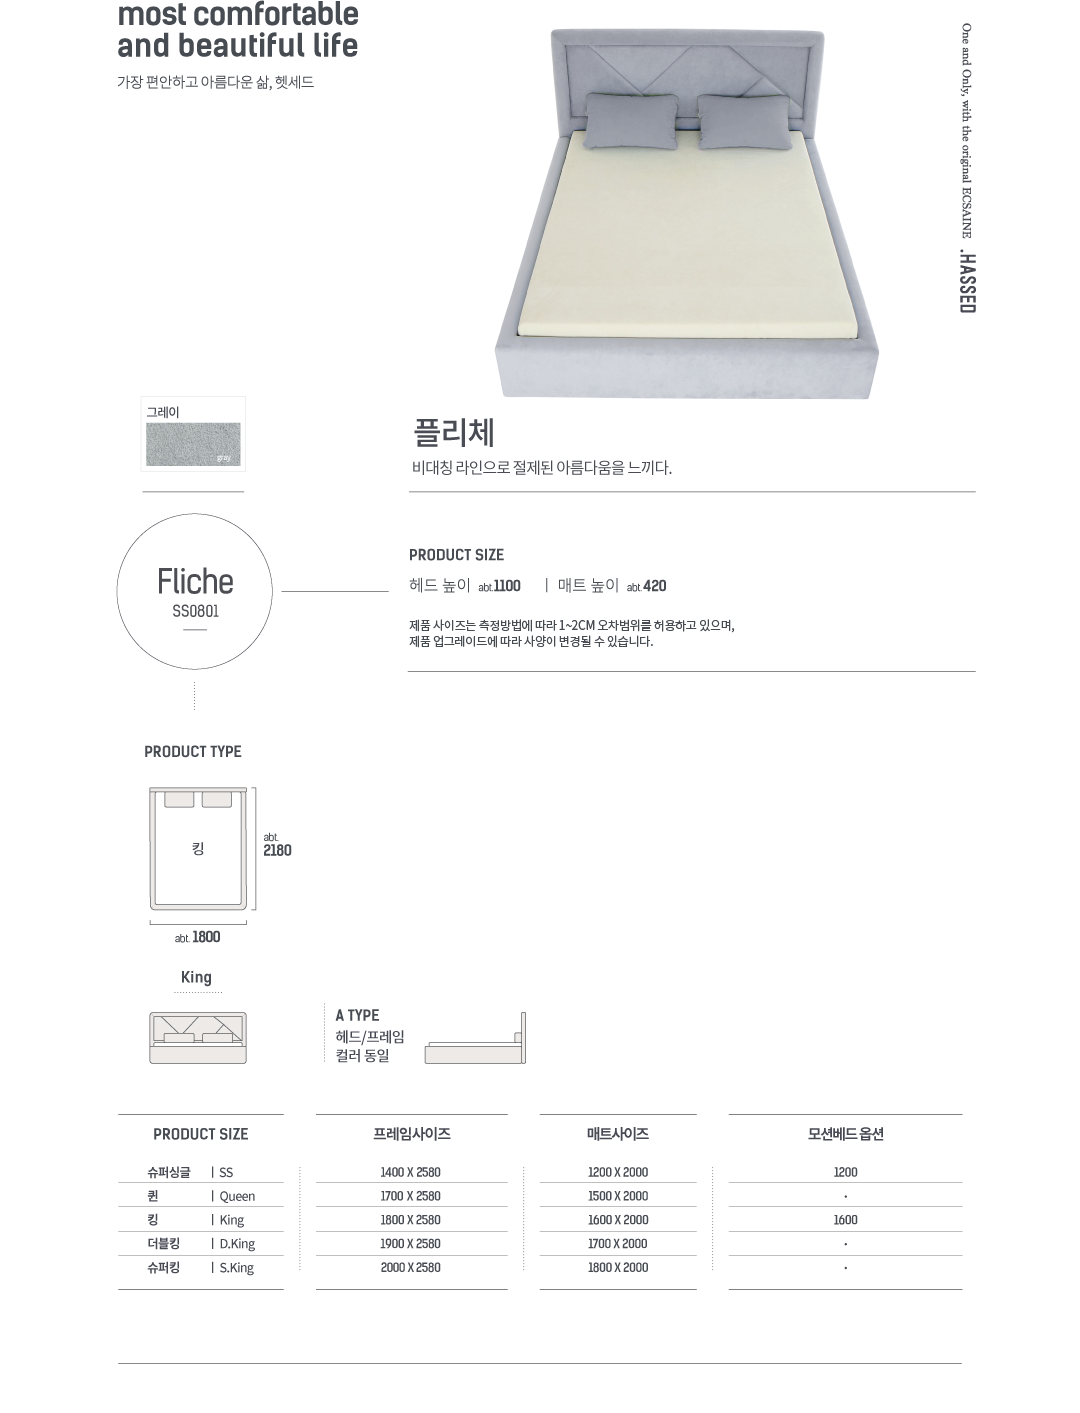 most comfortable
and beautiful life
가장 편안하고 아름다운 삶, 헷세드
One and Only, with the original ECSAINE .HASSED
그레이
gray
플리체
비대칭 라인으로 절제된 아름다움을 느끼다.
Fliche
SS0801
PRODUCT SIZE
헤드 높이 abt.1100 | 매트 높이 abt.420
제품 사이즈는 측정방법에 따라 1~2CM 오차범위를 허용하고 있으며,
제품 업그레이드에 따라 사양이 변경될 수 있습니다.
PRODUCT TYPE
킹
abt.
2180
abt. 1800
King
A TYPE
헤드/프레임
컬러 동일
PRODUCT SIZE 프레임사이즈 매트사이즈 모션베드 옵션
슈퍼싱글 | SS 1400 X 2580 1200 X 2000 1200
퀸 | Queen 1700 X 2580 1500 X 2000 -
킹 | King 1800 X 2580 1600 X 2000 1600
더블킹 | D.King 1900 X 2580 1700 X 2000 -
슈퍼킹 | S.King 2000 X 2580 1800 X 2000 -